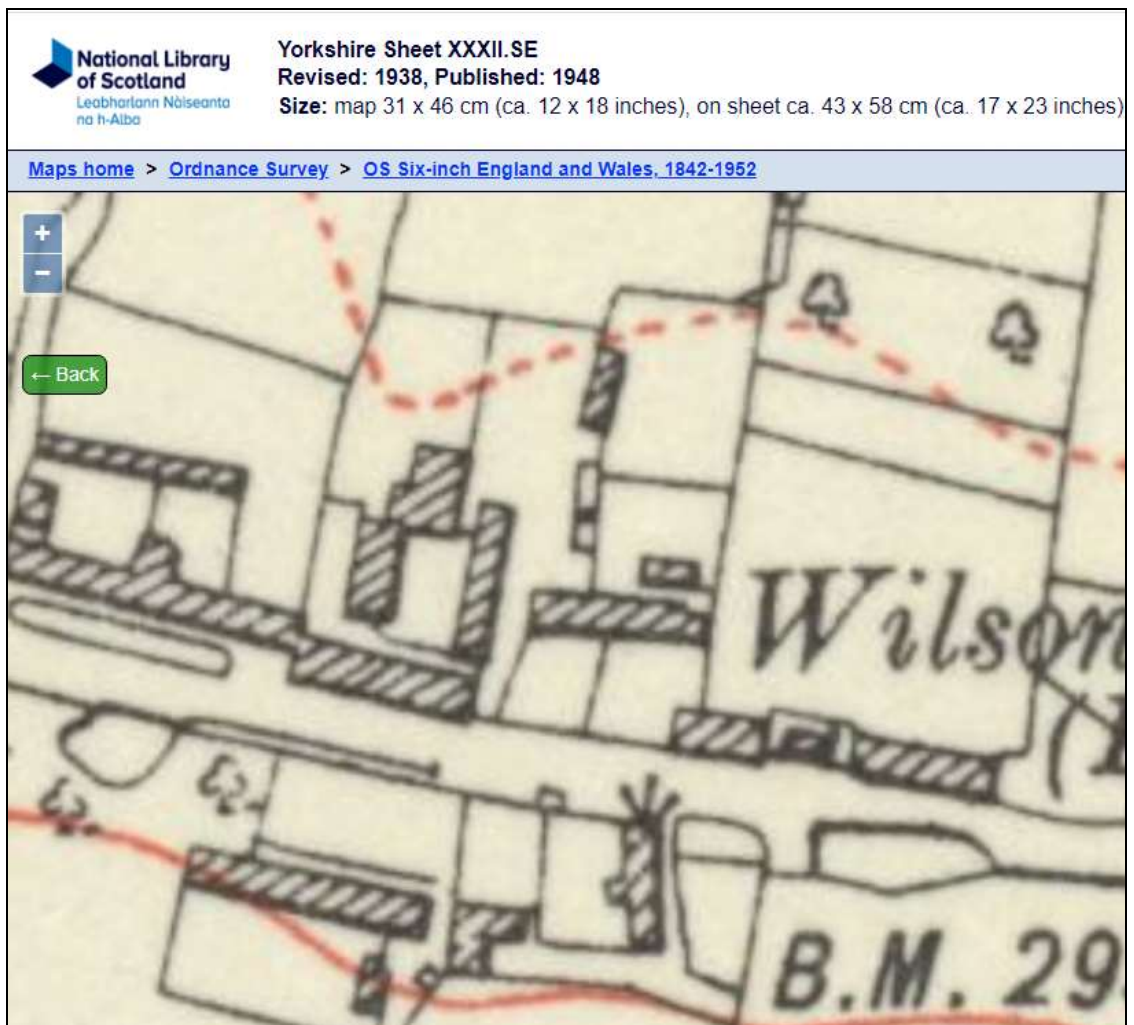 National Library
of Scotland
Leabharlann Nàiseanta
na h-Alba
Yorkshire Sheet XXXII.SE
Revised: 1938, Published: 1948
Size: map 31 x 46 cm (ca. 12 x 18 inches), on sheet ca. 43 x 58 cm (ca. 17 x 23 inches)
Maps home > Ordnance Survey > OS Six-inch England and Wales, 1842-1952
+
−
← Back
Wilson
(
B.M. 29